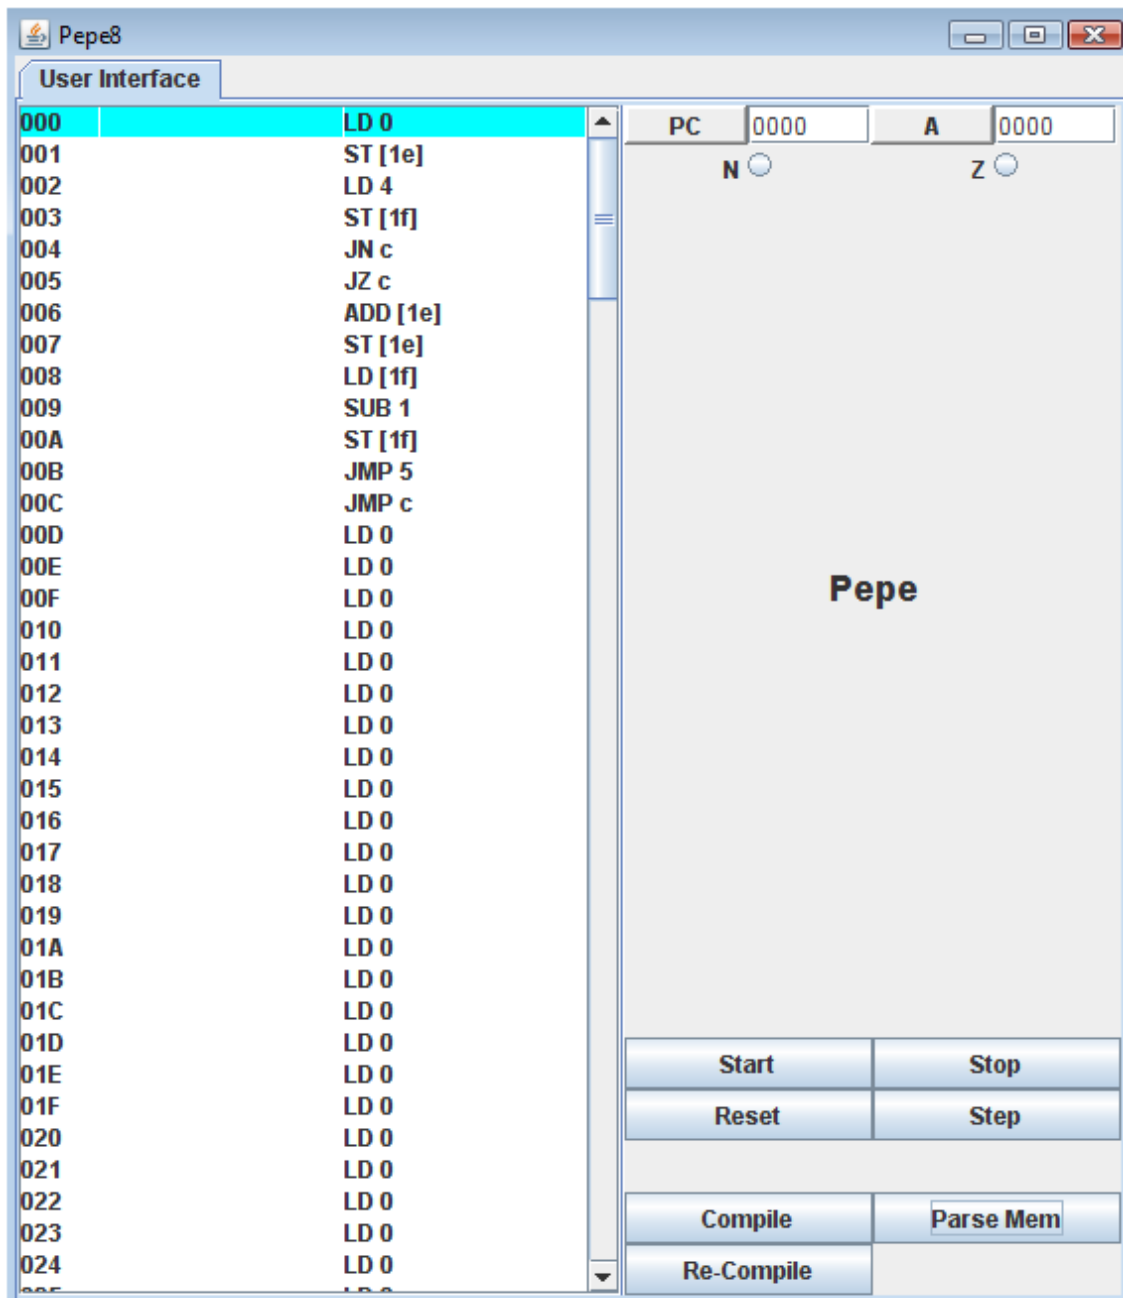 Pepe8
User Interface
000 LD 0
001 ST [1e]
002 LD 4
003 ST [1f]
004 JN c
005 JZ c
006 ADD [1e]
007 ST [1e]
008 LD [1f]
009 SUB 1
00A ST [1f]
00B JMP 5
00C JMP c
00D LD 0
00E LD 0
00F LD 0
010 LD 0
011 LD 0
012 LD 0
013 LD 0
014 LD 0
015 LD 0
016 LD 0
017 LD 0
018 LD 0
019 LD 0
01A LD 0
01B LD 0
01C LD 0
01D LD 0
01E LD 0
01F LD 0
020 LD 0
021 LD 0
022 LD 0
023 LD 0
024 LD 0
PC 0000 A 0000
N Z
Pepe
Start Stop
Reset Step
Compile Parse Mem
Re-Compile